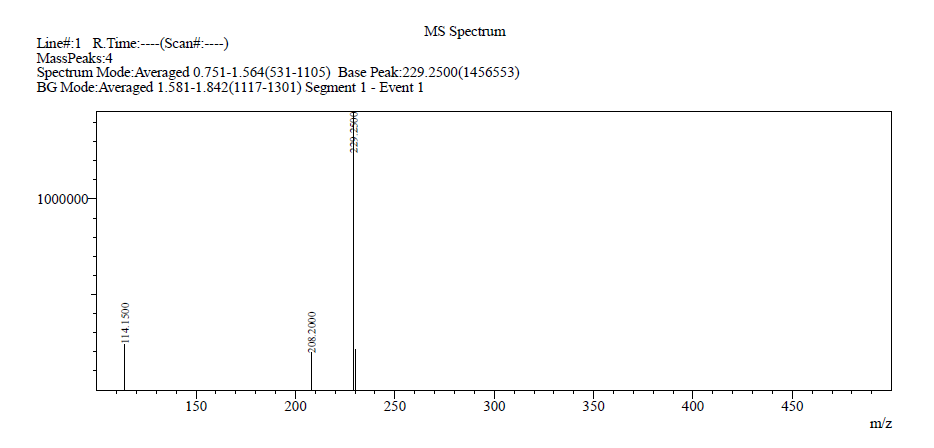 MS Spectrum
Line#:1 R.Time:----(Scan#:----)
MassPeaks:4
Spectrum Mode:Averaged 0.751-1.564(531-1105) Base Peak:229.2500(1456553)
BG Mode:Averaged 1.581-1.842(1117-1301) Segment 1 - Event 1
229.2500
1000000
114.1500
208.2000
150 200 250 300 350 400 450
m/z